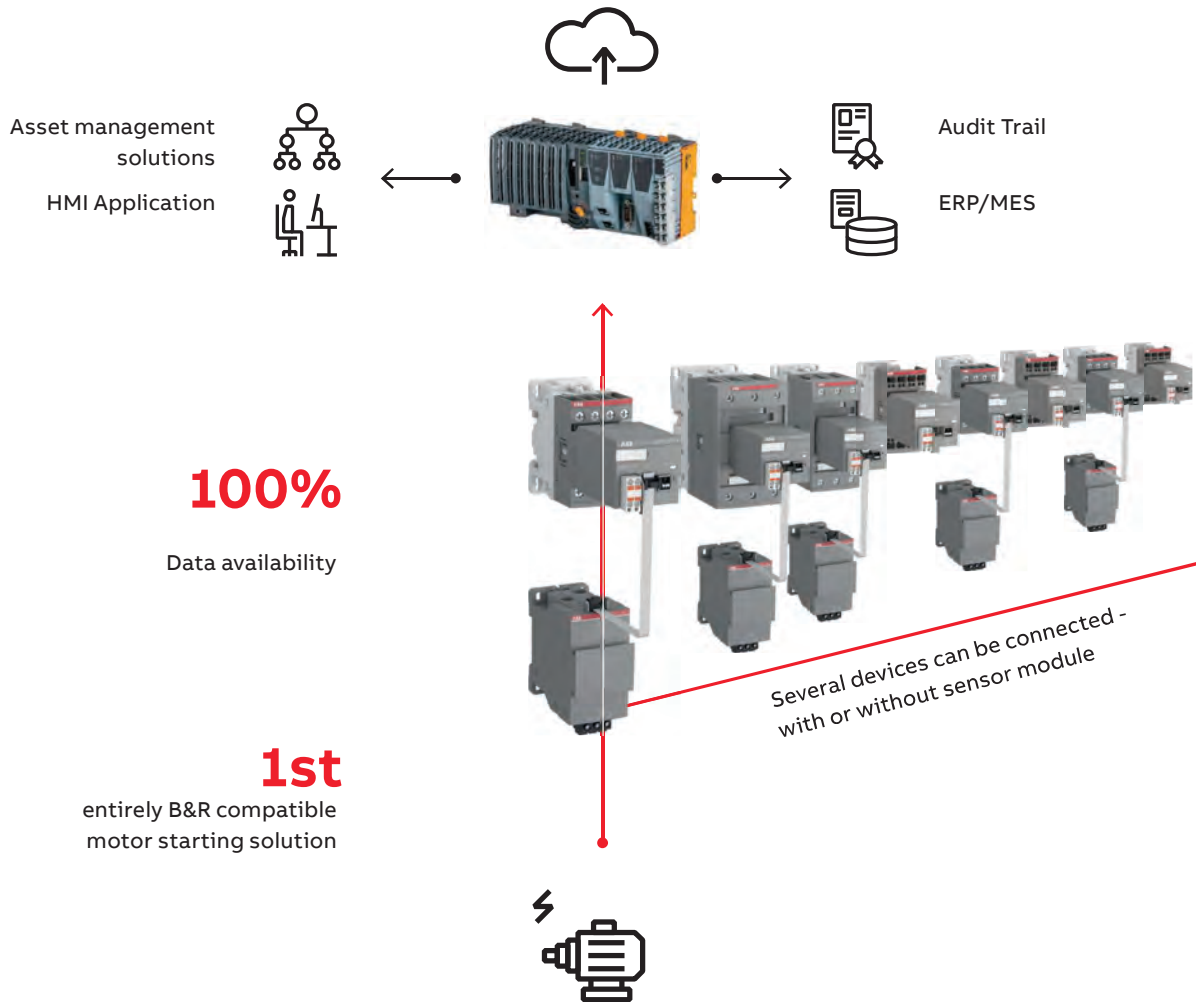 Asset management
solutions
HMI Application
Audit Trail
ERP/MES
100%
Data availability
Several devices can be connected -
with or without sensor module
1st
entirely B&R compatible
motor starting solution
ABB